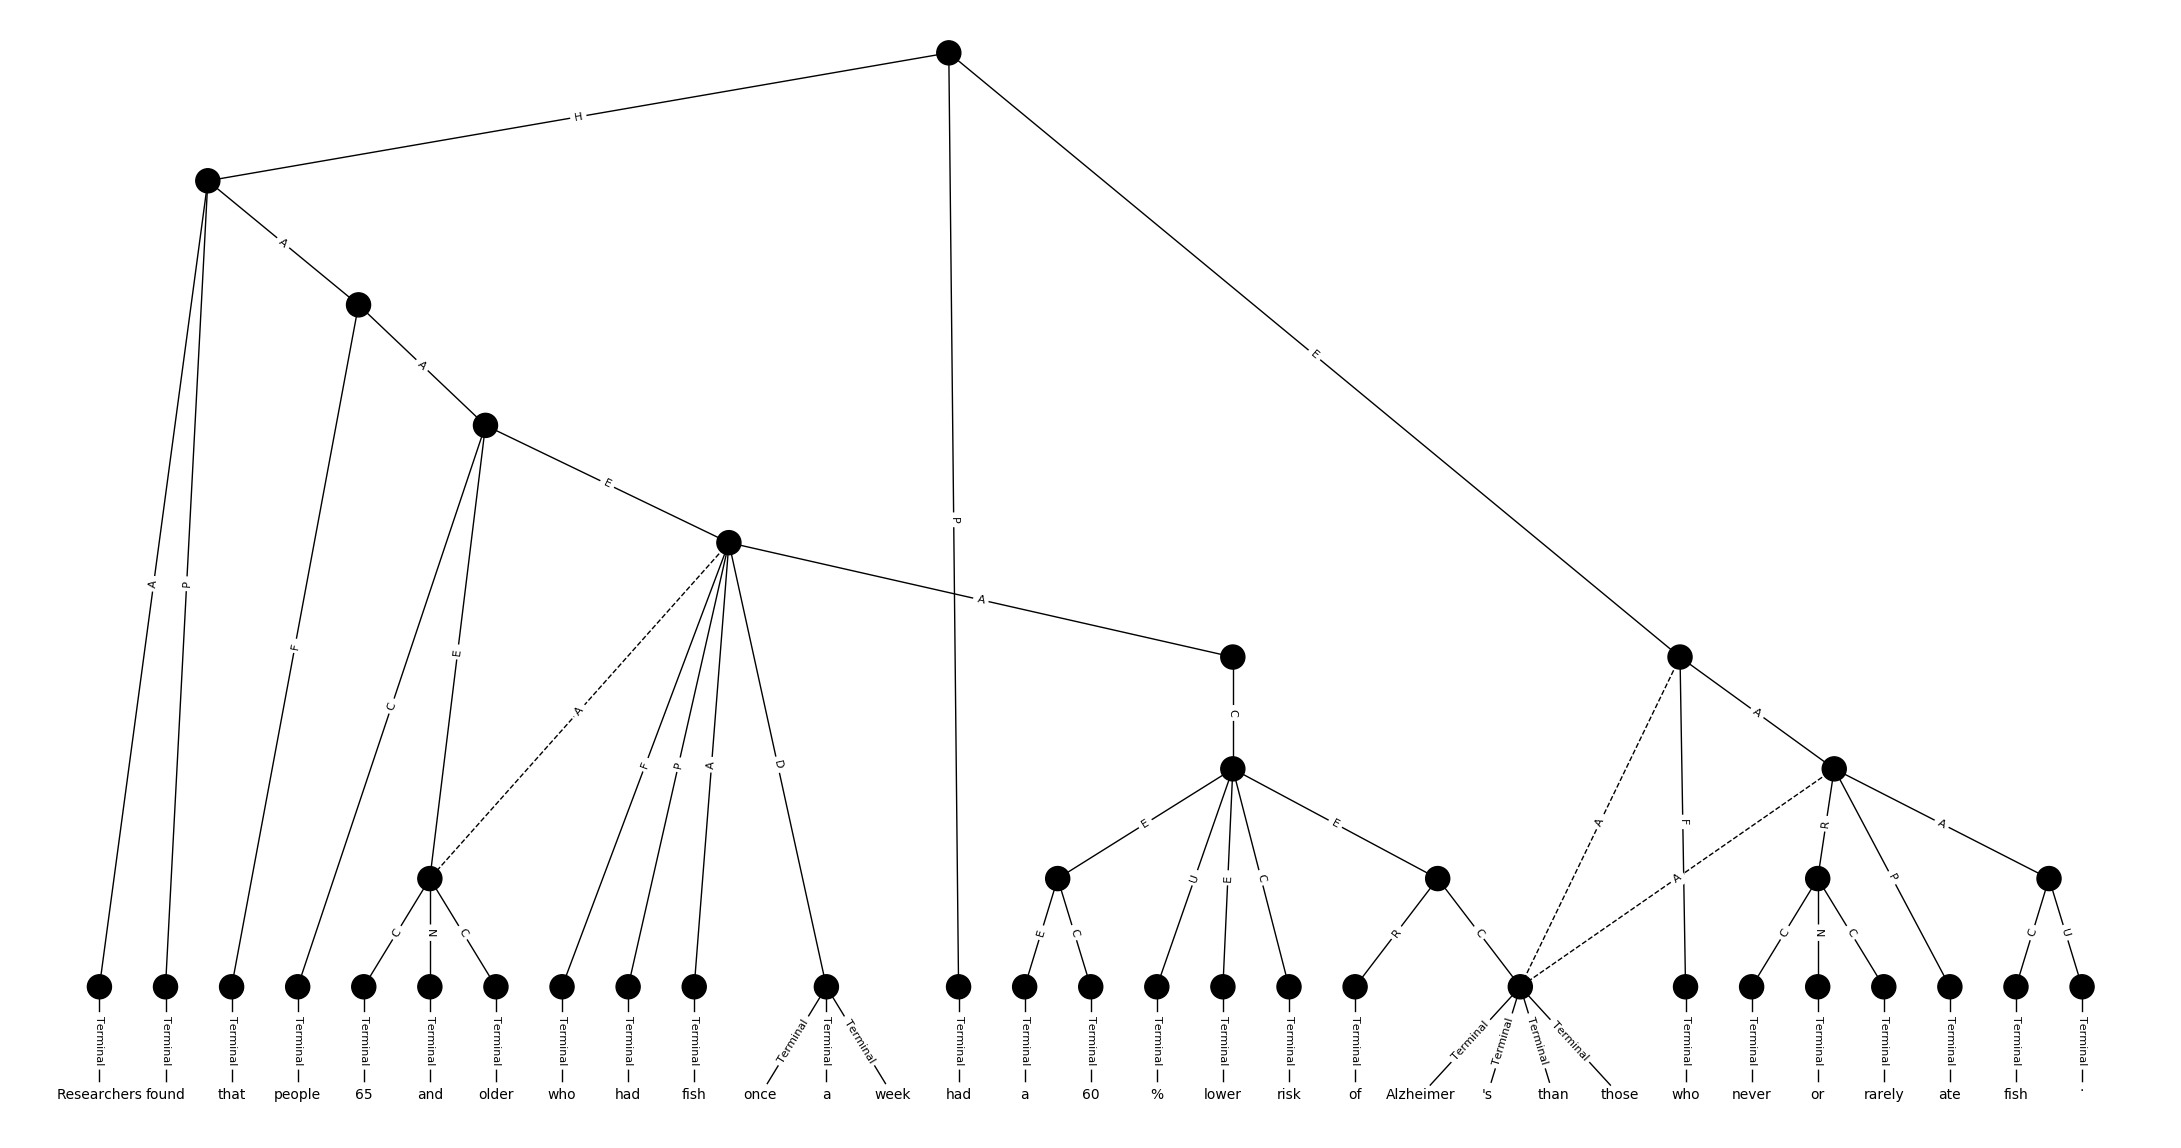 H
A
E
A
E
P
A
A
P
C
A
F
C
E
A
F
P
A
D
A
F
R
A
E
U
E
C
E
A
P
C
N
C
E
C
R
C
C
N
C
C
U
Terminal Terminal Terminal Terminal Terminal Terminal Terminal Terminal Terminal Terminal Terminal Terminal Terminal Terminal Terminal Terminal Terminal Terminal Terminal Terminal Terminal Terminal Terminal Terminal Terminal Terminal Terminal Terminal Terminal Terminal Terminal
Researchers found that people 65 and older who had fish once a week had a 60 % lower risk of Alzheimer 's than those who never or rarely ate fish .